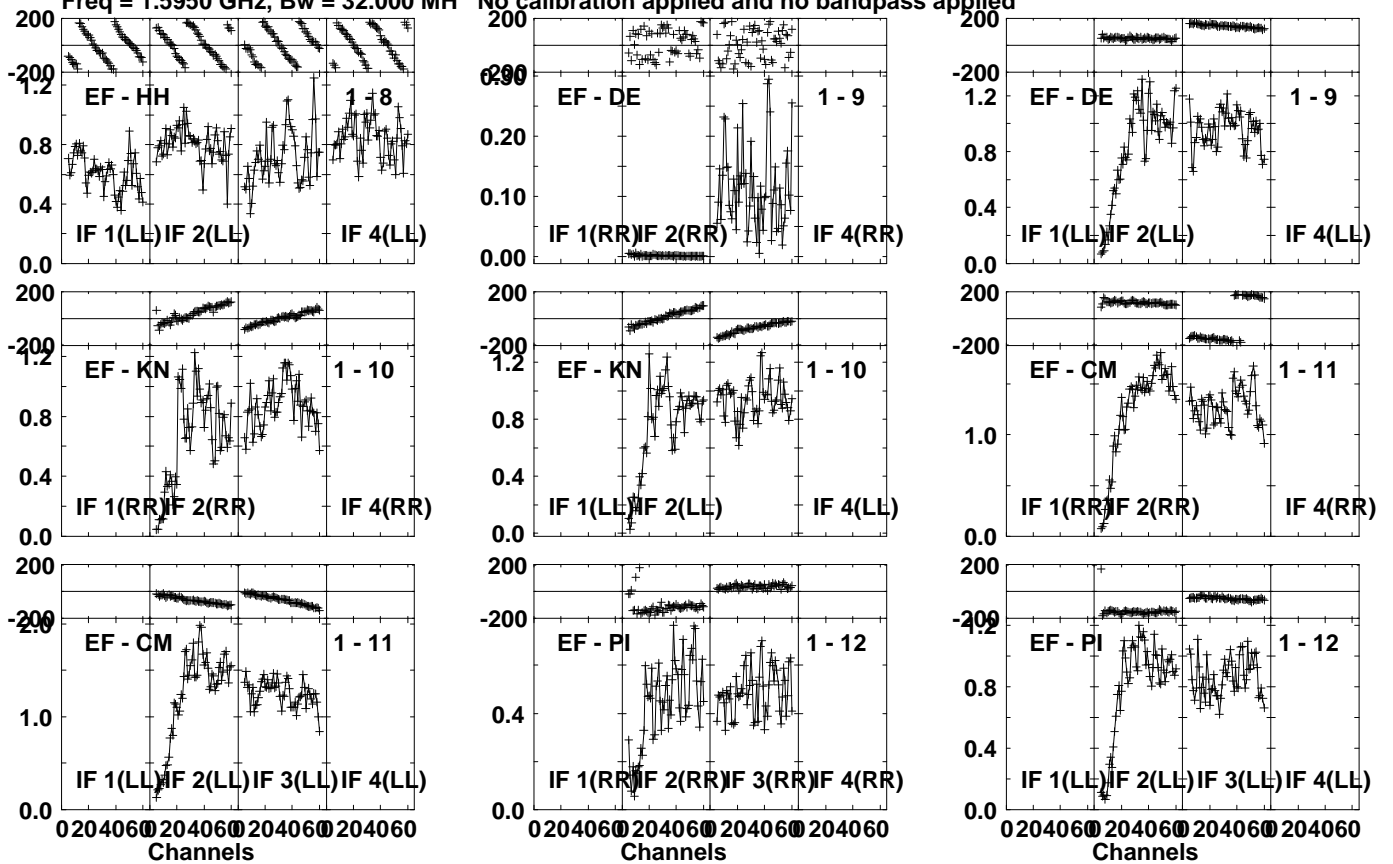 Freq = 1.5950 GHz, Bw = 32.000 MH No calibration applied and no bandpass applied
200 200 200
-200 -200 -200
1.2 0.30 1.2
EF - HH 1 - 8 EF - DE 1 - 9 EF - DE 1 - 9
0.8 0.20 0.8
0.4 0.10 0.4
IF 1(LL) IF 2(LL) IF 4(LL) IF 1(RR) IF 2(RR) IF 4(RR) IF 1(LL) IF 2(LL) IF 4(LL)
0.0 0.00 0.0
200 200 200
-200 -200 -200
1.2 1.2
EF - KN 1 - 10 EF - KN 1 - 10 EF - CM 1 - 11
0.8 0.8 1.0
0.4 0.4
IF 1(RR) IF 2(RR) IF 4(RR) IF 1(LL) IF 2(LL) IF 4(LL) IF 1(RR) IF 2(RR) IF 4(RR)
0.0 0.0 0.0
200 200 200
-200 -200 -200
2.0 1.2
EF - CM 1 - 11 EF - PI 1 - 12 EF - PI 1 - 12
1.0 0.4 0.8
0.4
IF 1(LL) IF 2(LL) IF 3(LL) IF 4(LL) IF 1(RR) IF 2(RR) IF 3(RR) IF 4(RR) IF 1(LL) IF 2(LL) IF 3(LL) IF 4(LL)
0.0 0.0
0 20 40 60 0 20 40 60 0 20 40 60 0 20 40 60 0 20 40 60 0 20 40 60 0 20 40 60 0 20 40 60 0 20 40 60 0 20 40 60 0 20 40 60 0 20 40 60
Channels Channels Channels